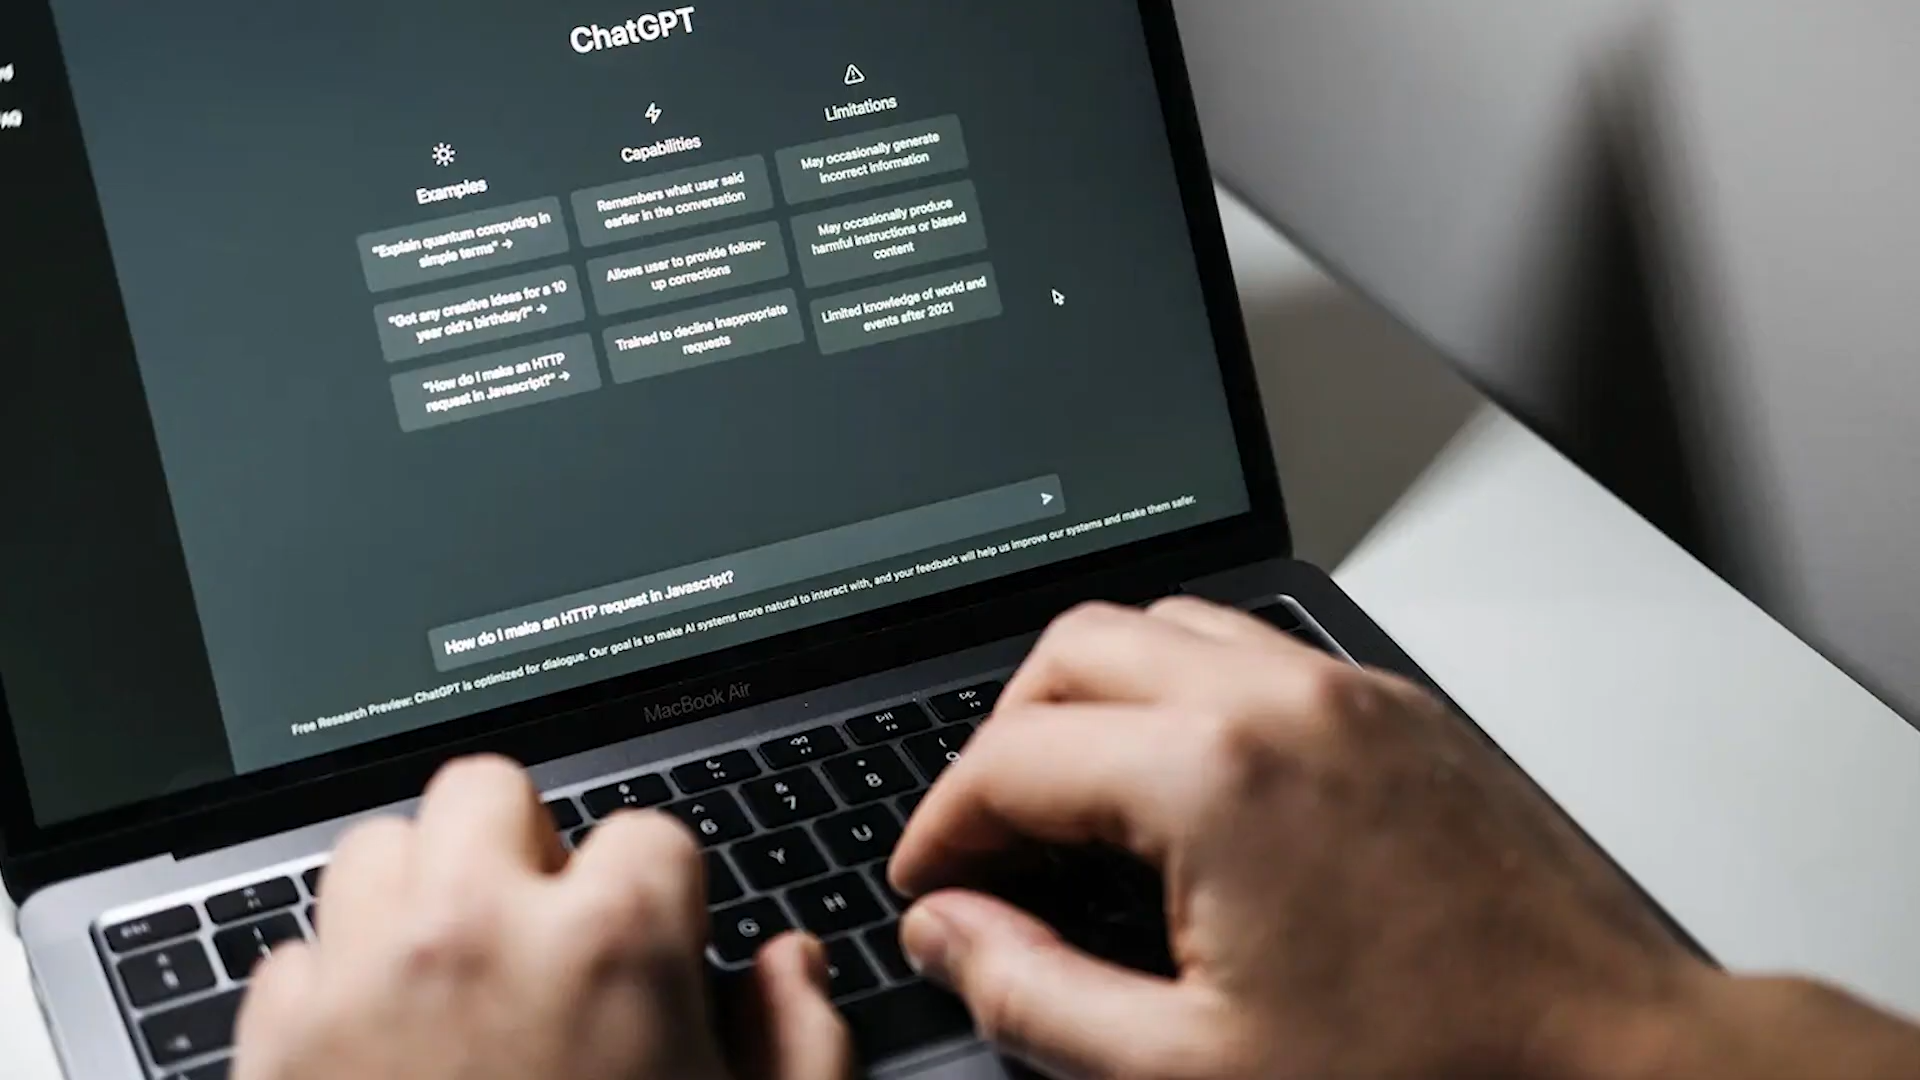 ChatGPT
Examples
"Explain quantum computing in
simple terms" →
"Got any creative ideas for a 10
year old's birthday?" →
"How do I make an HTTP
request in Javascript?" →
Capabilities
Remembers what user said
earlier in the conversation
Allows user to provide follow-
up corrections
Trained to decline inappropriate
requests
Limitations
May occasionally generate
incorrect information
May occasionally produce
harmful instructions or biased
content
Limited knowledge of world and
events after 2021
How do I make an HTTP request in Javascript?
Free Research Preview: ChatGPT is optimized for dialogue. Our goal is to make AI systems more natural to interact with, and your feedback will help us improve our systems and make them safer.
MacBook Air
esc
^ 6
& 7
* 8
( 9
Y
U
G
H